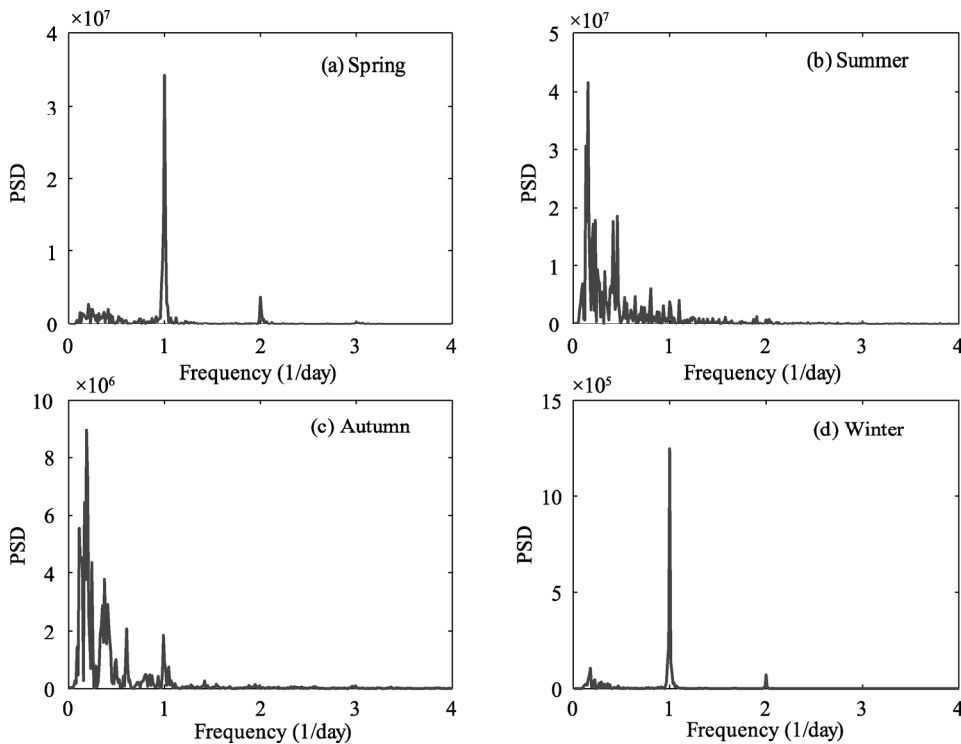 ×10⁷
4
3
2
1
0
PSD
(a) Spring
0 1 2 3 4
Frequency (1/day)
×10⁷
5
4
3
2
1
0
PSD
(b) Summer
0 1 2 3 4
Frequency (1/day)
×10⁶
10
8
6
4
2
0
PSD
(c) Autumn
0 1 2 3 4
Frequency (1/day)
×10⁵
15
10
5
0
PSD
(d) Winter
0 1 2 3 4
Frequency (1/day)